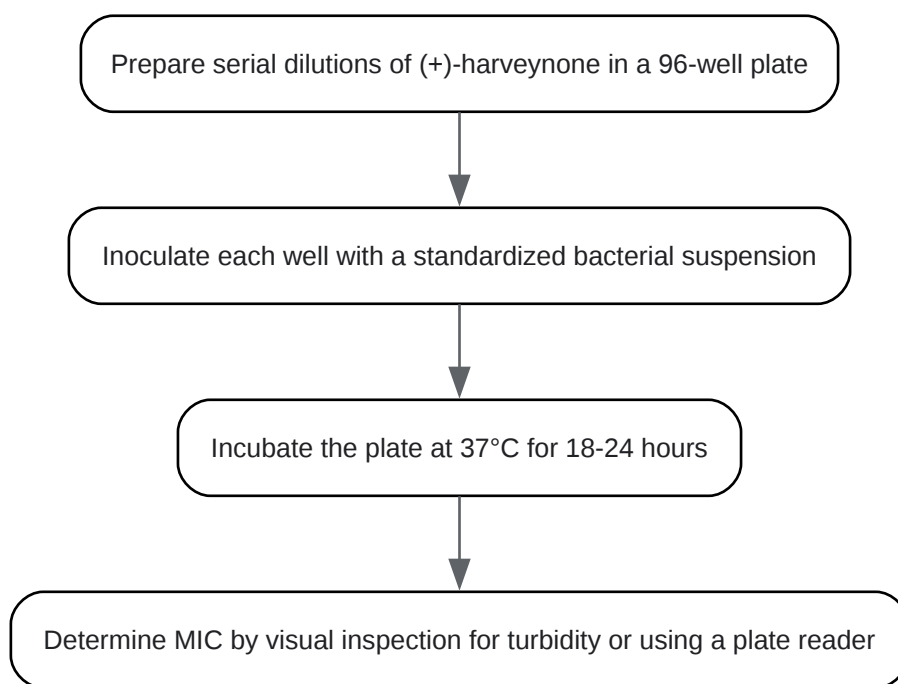 Prepare serial dilutions of (+)-harveynone in a 96-well plate
Inoculate each well with a standardized bacterial suspension
Incubate the plate at 37°C for 18-24 hours
Determine MIC by visual inspection for turbidity or using a plate reader